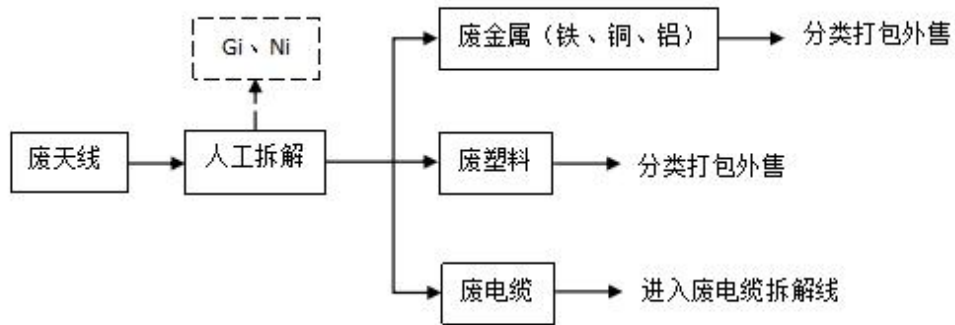 Gi、Ni
废金属（铁、铜、铝）
分类打包外售
废天线
人工拆解
废塑料
分类打包外售
废电缆
进入废电缆拆解线